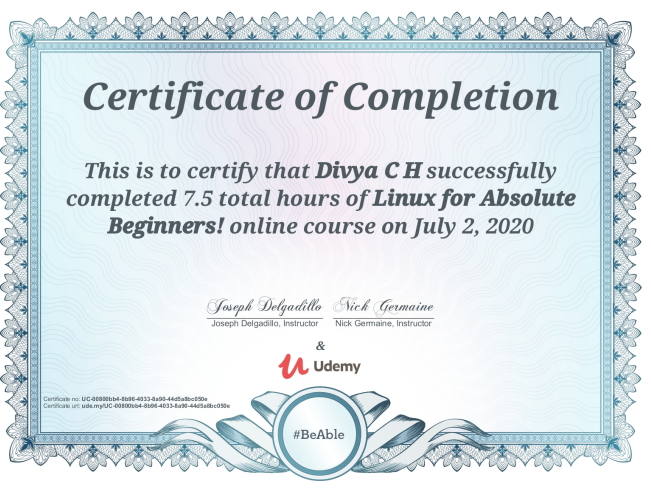 Certificate of Completion
This is to certify that Divya C H successfully
completed 7.5 total hours of Linux for Absolute
Beginners! online course on July 2, 2020
Joseph Delgadillo Nick Germaine
Joseph Delgadillo, Instructor Nick Germaine, Instructor
&
Udemy
Certificate no: UC-00800bb4-8b96-4033-8a90-44d5a8bc050e
Certificate url: ude.my/UC-00800bb4-8b96-4033-8a90-44d5a8bc050e
#BeAble